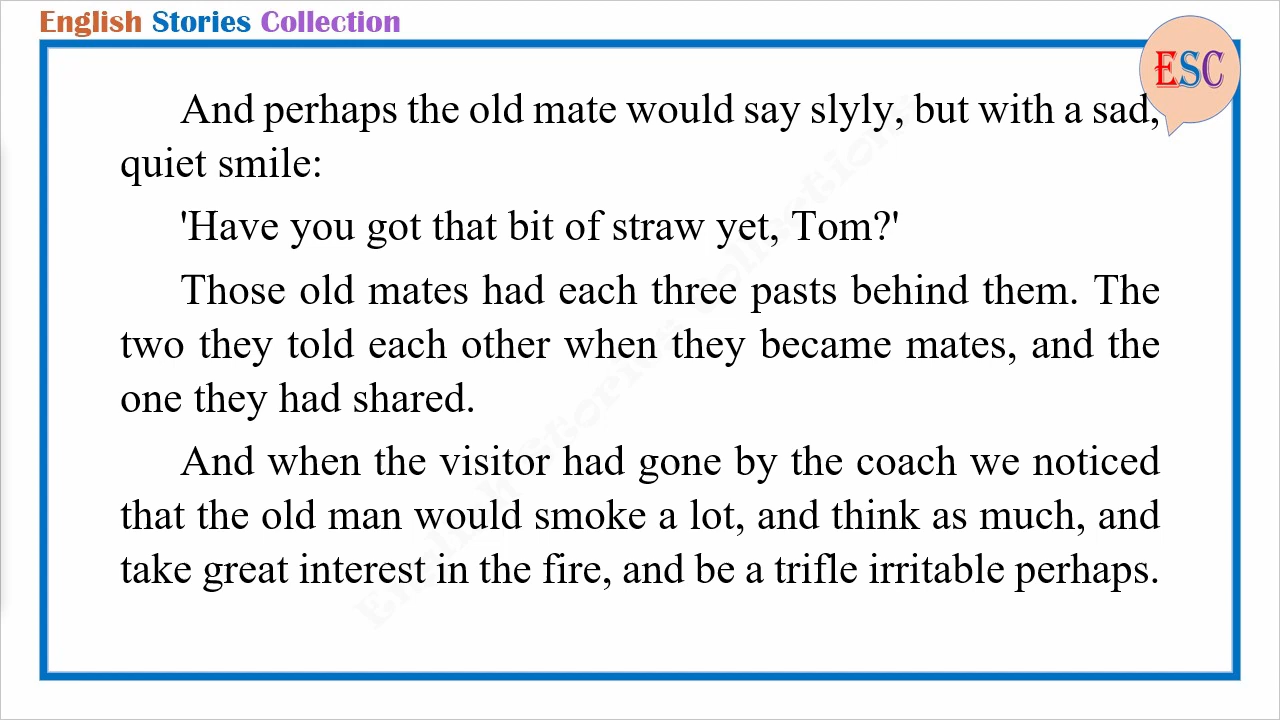 English Stories Collection
ESC
And perhaps the old mate would say slyly, but with a sad,
quiet smile:
'Have you got that bit of straw yet, Tom?'
Those old mates had each three pasts behind them. The
two they told each other when they became mates, and the
one they had shared.
And when the visitor had gone by the coach we noticed
that the old man would smoke a lot, and think as much, and
take great interest in the fire, and be a trifle irritable perhaps.
English Stories Collection